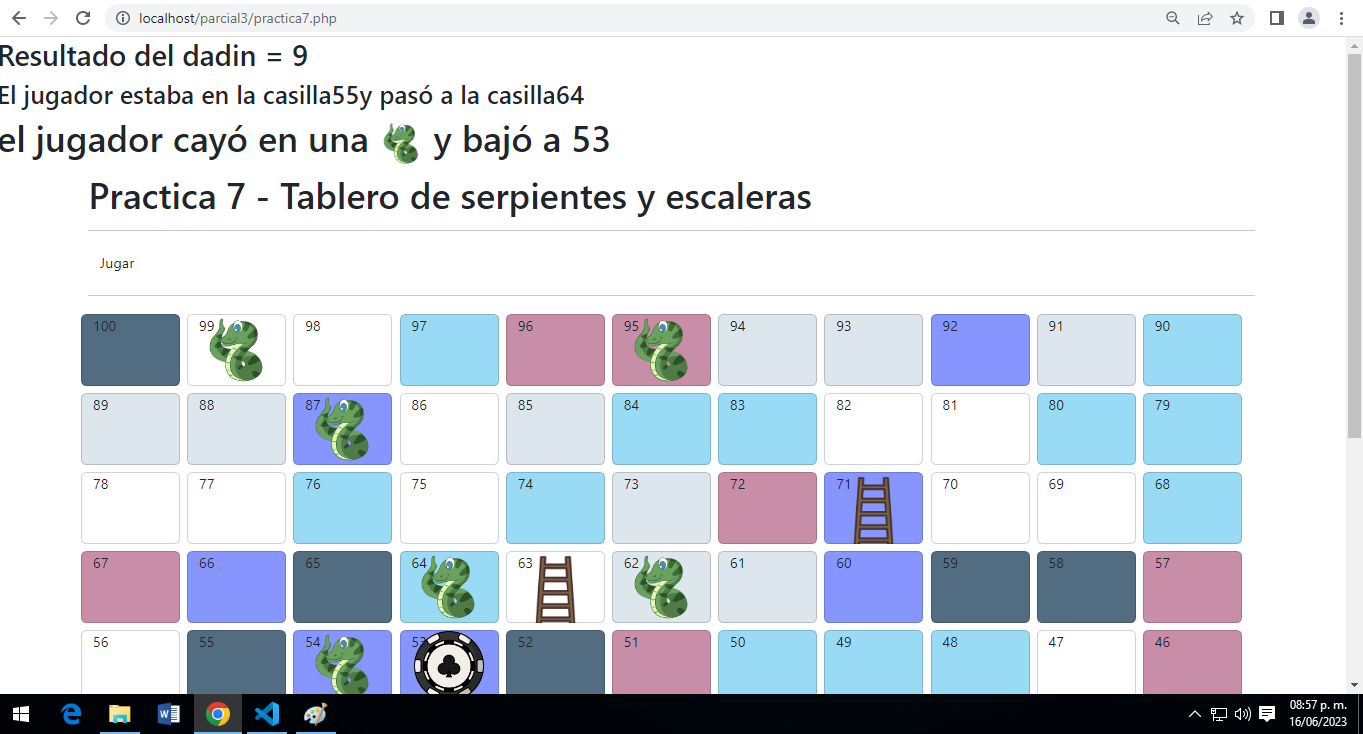 localhost/parcial3/practica7.php
Resultado del dadin = 9
El jugador estaba en la casilla55y pasó a la casilla64
el jugador cayó en una y bajó a 53
Practica 7 - Tablero de serpientes y escaleras
Jugar
100 99 98 97 96 95 94 93 92 91 90
89 88 87 86 85 84 83 82 81 80 79
78 77 76 75 74 73 72 71 70 69 68
67 66 65 64 63 62 61 60 59 58 57
56 55 54 53 52 51 50 49 48 47 46
08:57 p. m.
16/06/2023